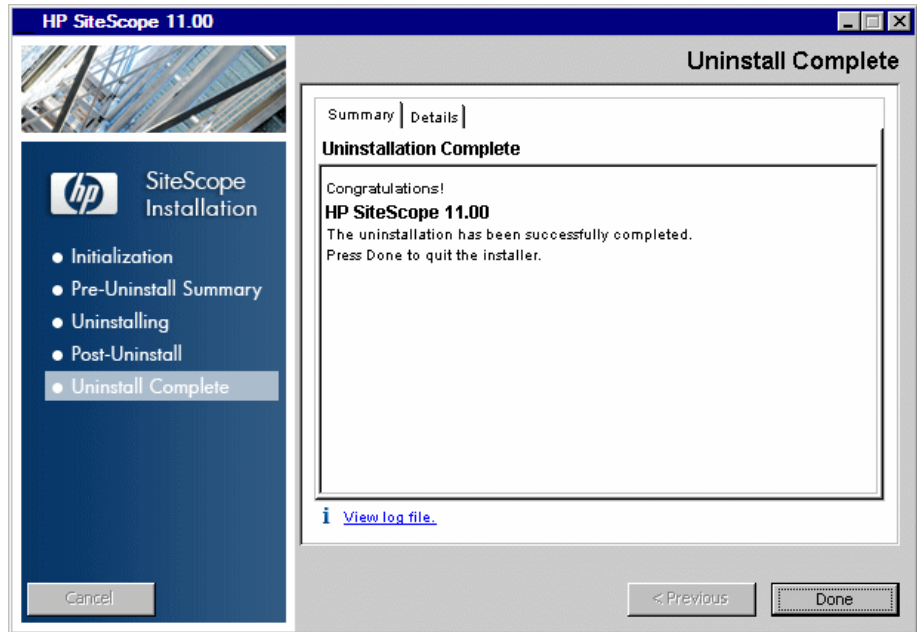 HP SiteScope 11.00
Uninstall Complete
hp
SiteScope
Installation
Initialization
Pre-Uninstall Summary
Uninstalling
Post-Uninstall
Uninstall Complete
Summary
Details
Uninstallation Complete
Congratulations!
HP SiteScope 11.00
The uninstallation has been successfully completed.
Press Done to quit the installer.
i View log file.
Cancel
< Previous
Done